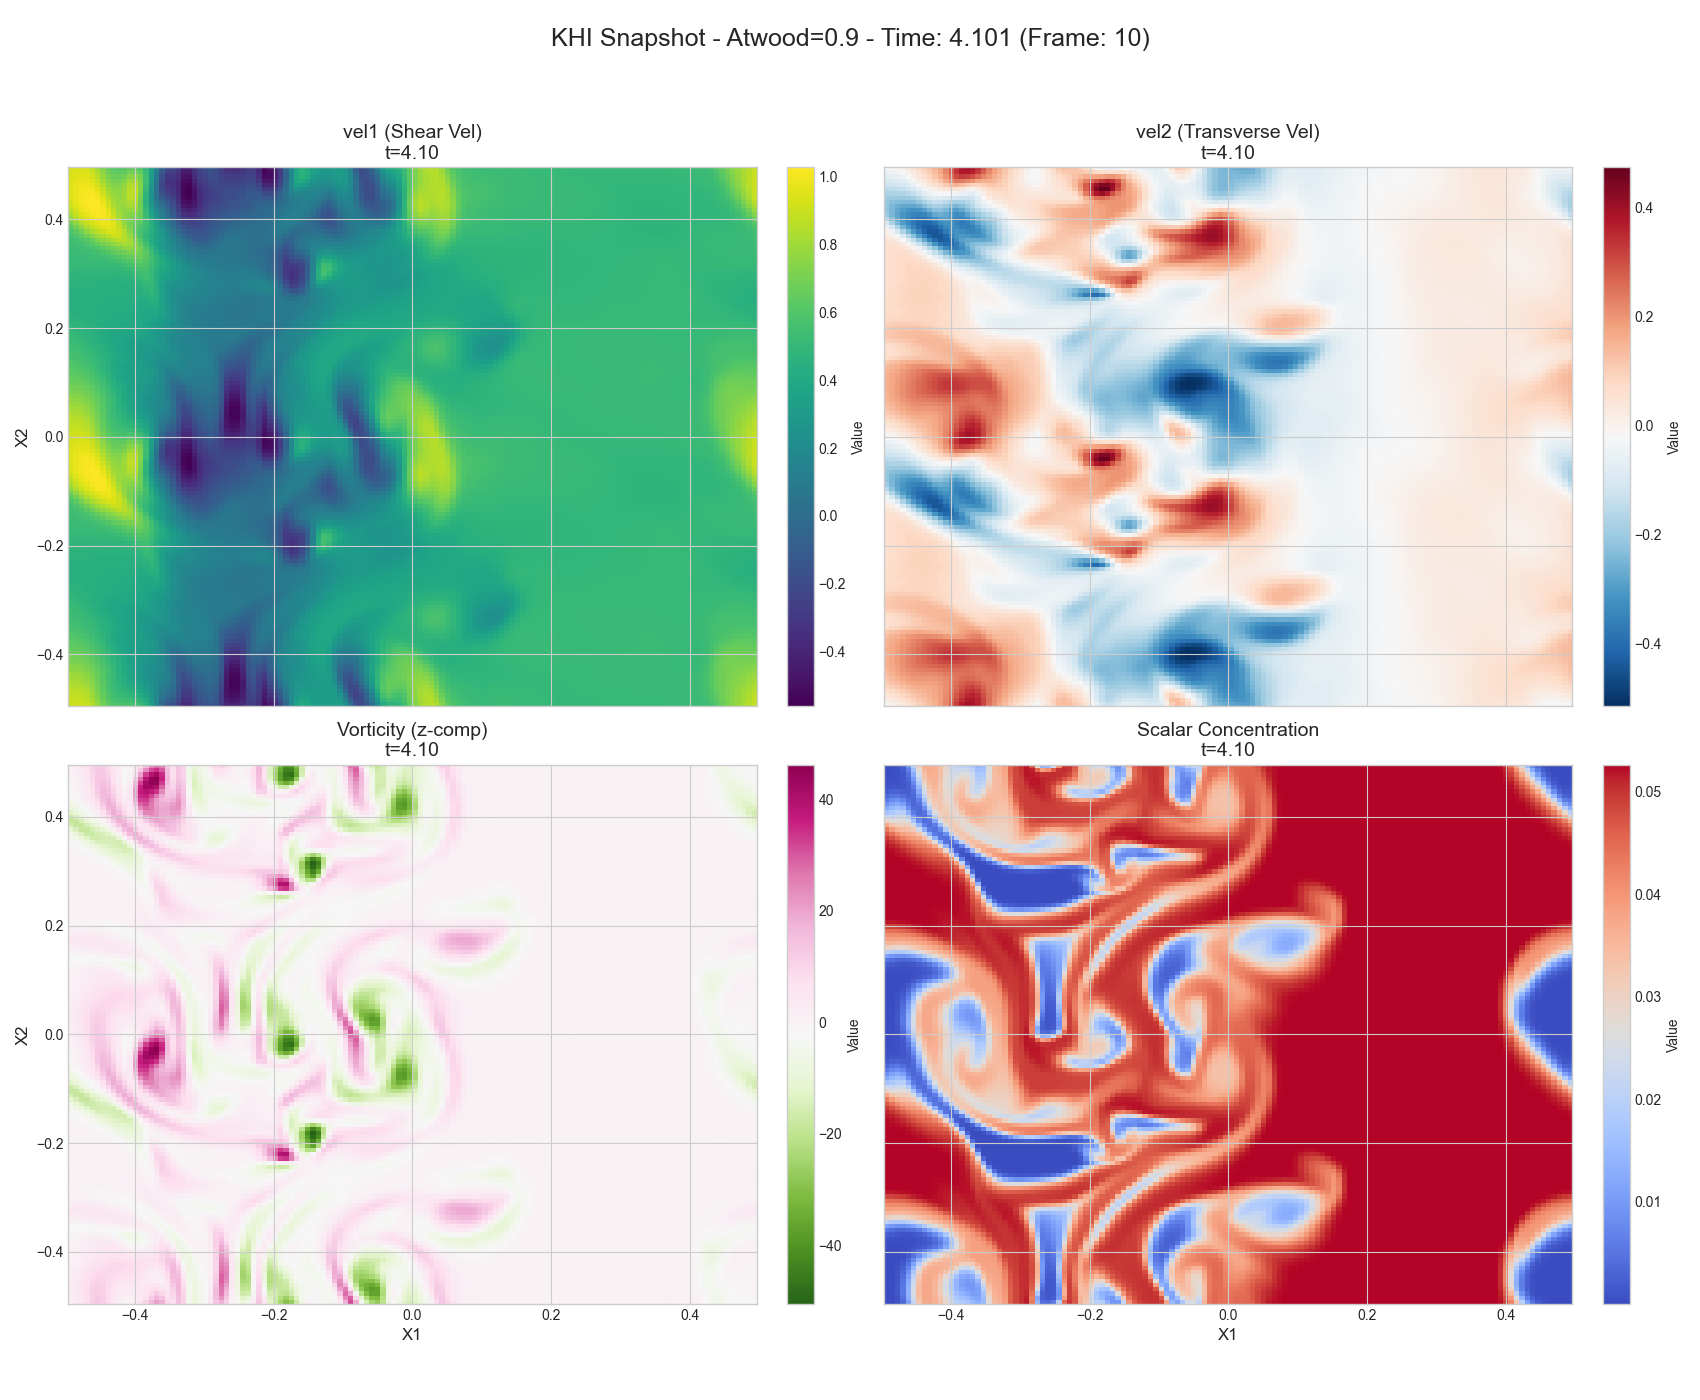 KHI Snapshot - Atwood=0.9 - Time: 4.101 (Frame: 10)
vel1 (Shear Vel)
t=4.10
vel2 (Transverse Vel)
t=4.10
X2
0.4
0.2
0.0
−0.2
−0.4
1.0
0.8
0.6
0.4
0.2
0.0
−0.2
−0.4
Value
0.4
0.2
0.0
−0.2
−0.4
Value
Vorticity (z-comp)
t=4.10
Scalar Concentration
t=4.10
X2
0.4
0.2
0.0
−0.2
−0.4
−0.4 −0.2 0.0 0.2 0.4
X1
40
20
0
−20
−40
Value
−0.4 −0.2 0.0 0.2 0.4
X1
0.05
0.04
0.03
0.02
0.01
Value